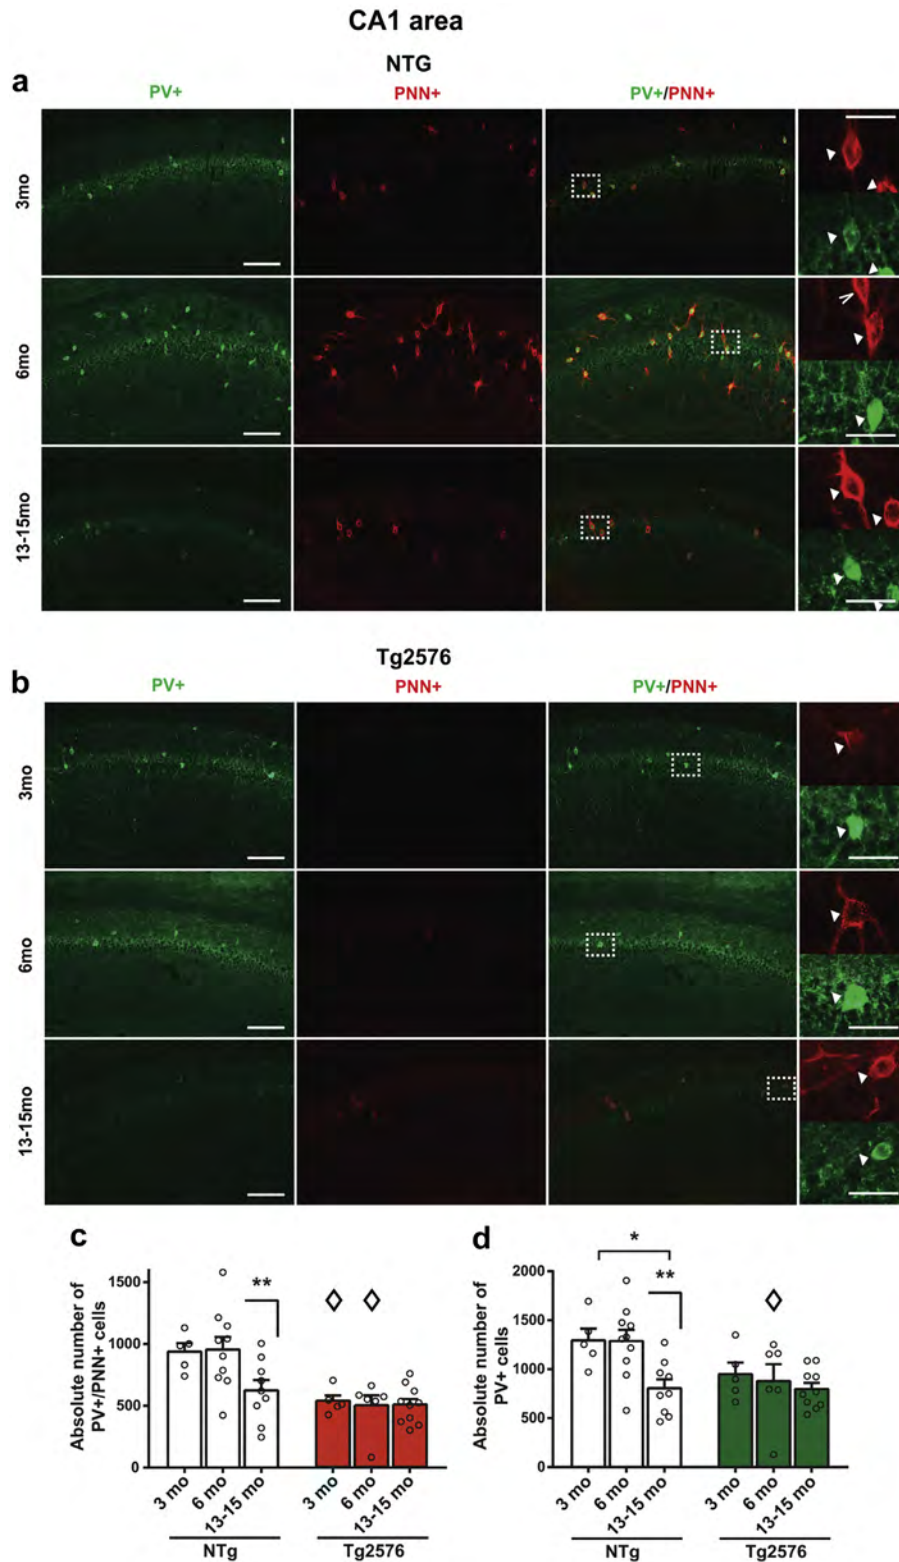 CA1 area
NTG
a
PV+ PNN+ PV+/PNN+
3mo
6mo
13-15mo
Tg2576
b
PV+ PNN+ PV+/PNN+
3mo
6mo
13-15mo
c
Absolute number of
PV+/PNN+ cells
1500
1000
500
0
**
3 mo 6 mo 13-15 mo 3 mo 6 mo 13-15 mo
NTg Tg2576
d
Absolute number of
PV+ cells
2000
1500
1000
500
0
*
**
3 mo 6 mo 13-15 mo 3 mo 6 mo 13-15 mo
NTg Tg2576